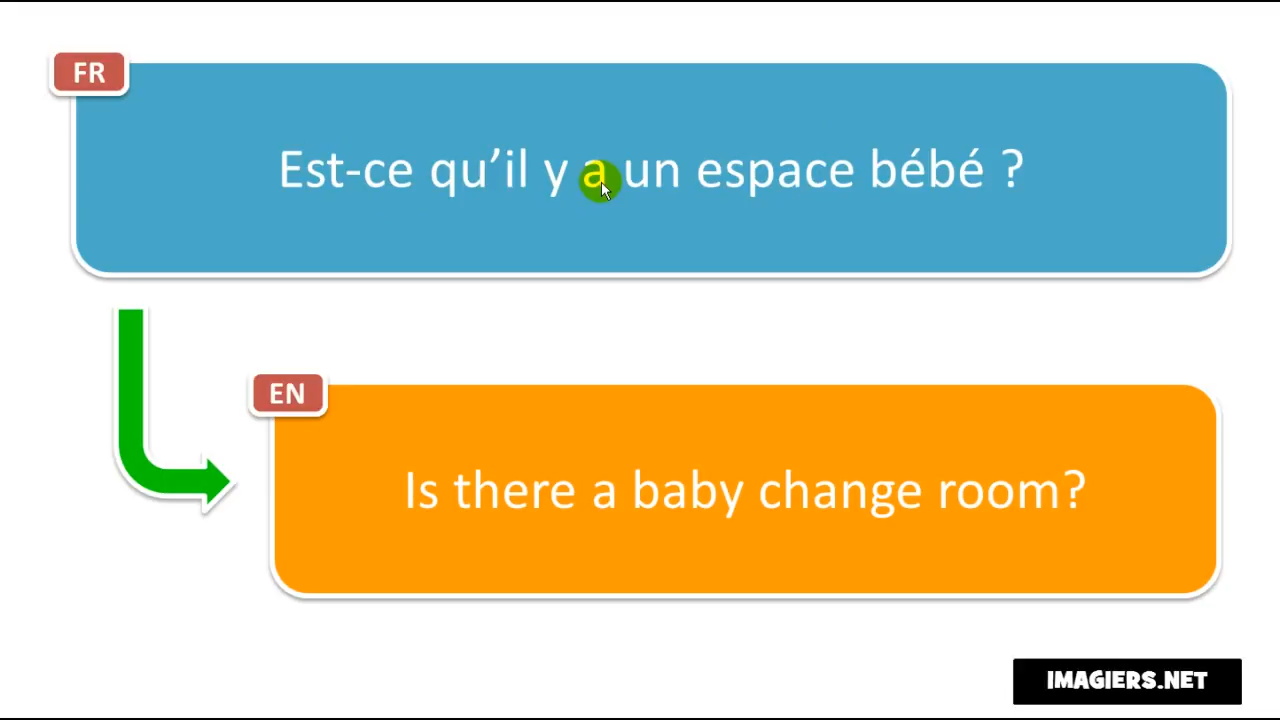 FR
Est-ce qu’il y a un espace bébé ?
EN
Is there a baby change room?
IMAGIERS.NET